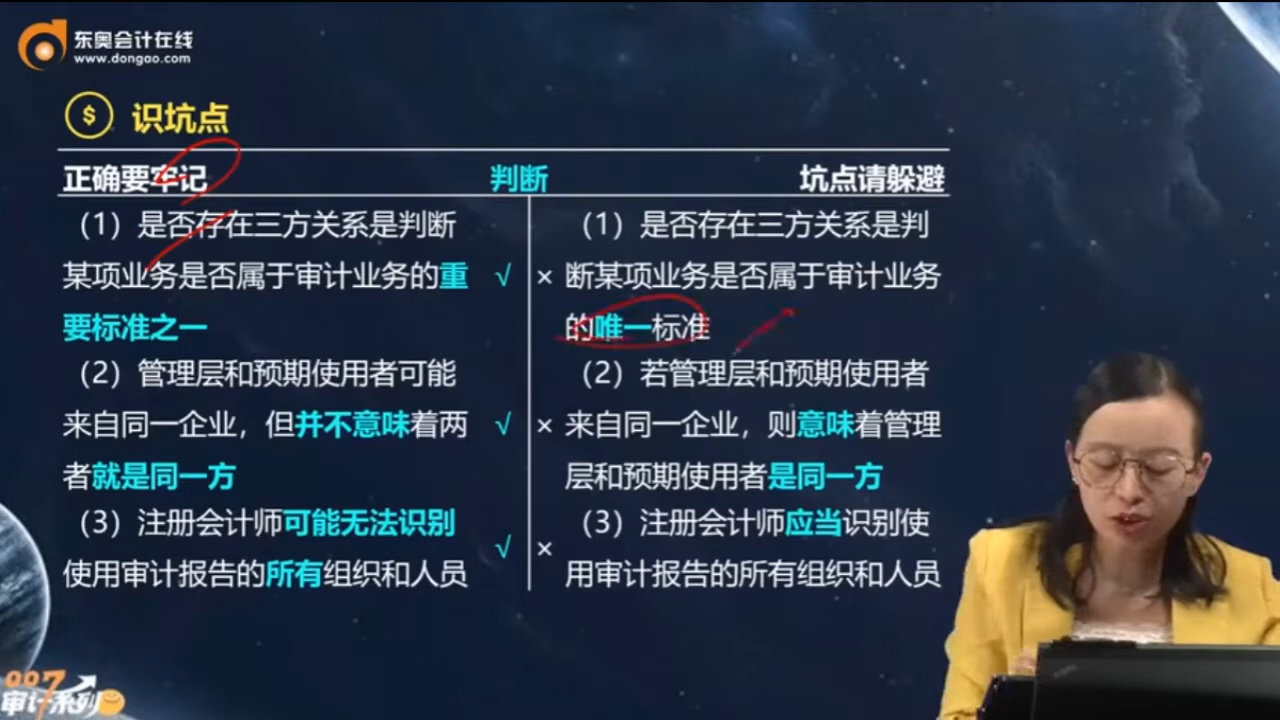 东奥会计在线
www.dongao.com
$ 识坑点
正确要牢记 判断 坑点请躲避
（1）是否存在三方关系是判断
某项业务是否属于审计业务的重
要标准之一
√
×
（1）是否存在三方关系是判
断某项业务是否属于审计业务
的唯一标准
（2）管理层和预期使用者可能
来自同一企业，但并不意味着两
者就是同一方
√
×
（2）若管理层和预期使用者
来自同一企业，则意味着管理
层和预期使用者是同一方
（3）注册会计师可能无法识别
使用审计报告的所有组织和人员
√
×
（3）注册会计师应当识别使
用审计报告的所有组织和人员
007
审计系列